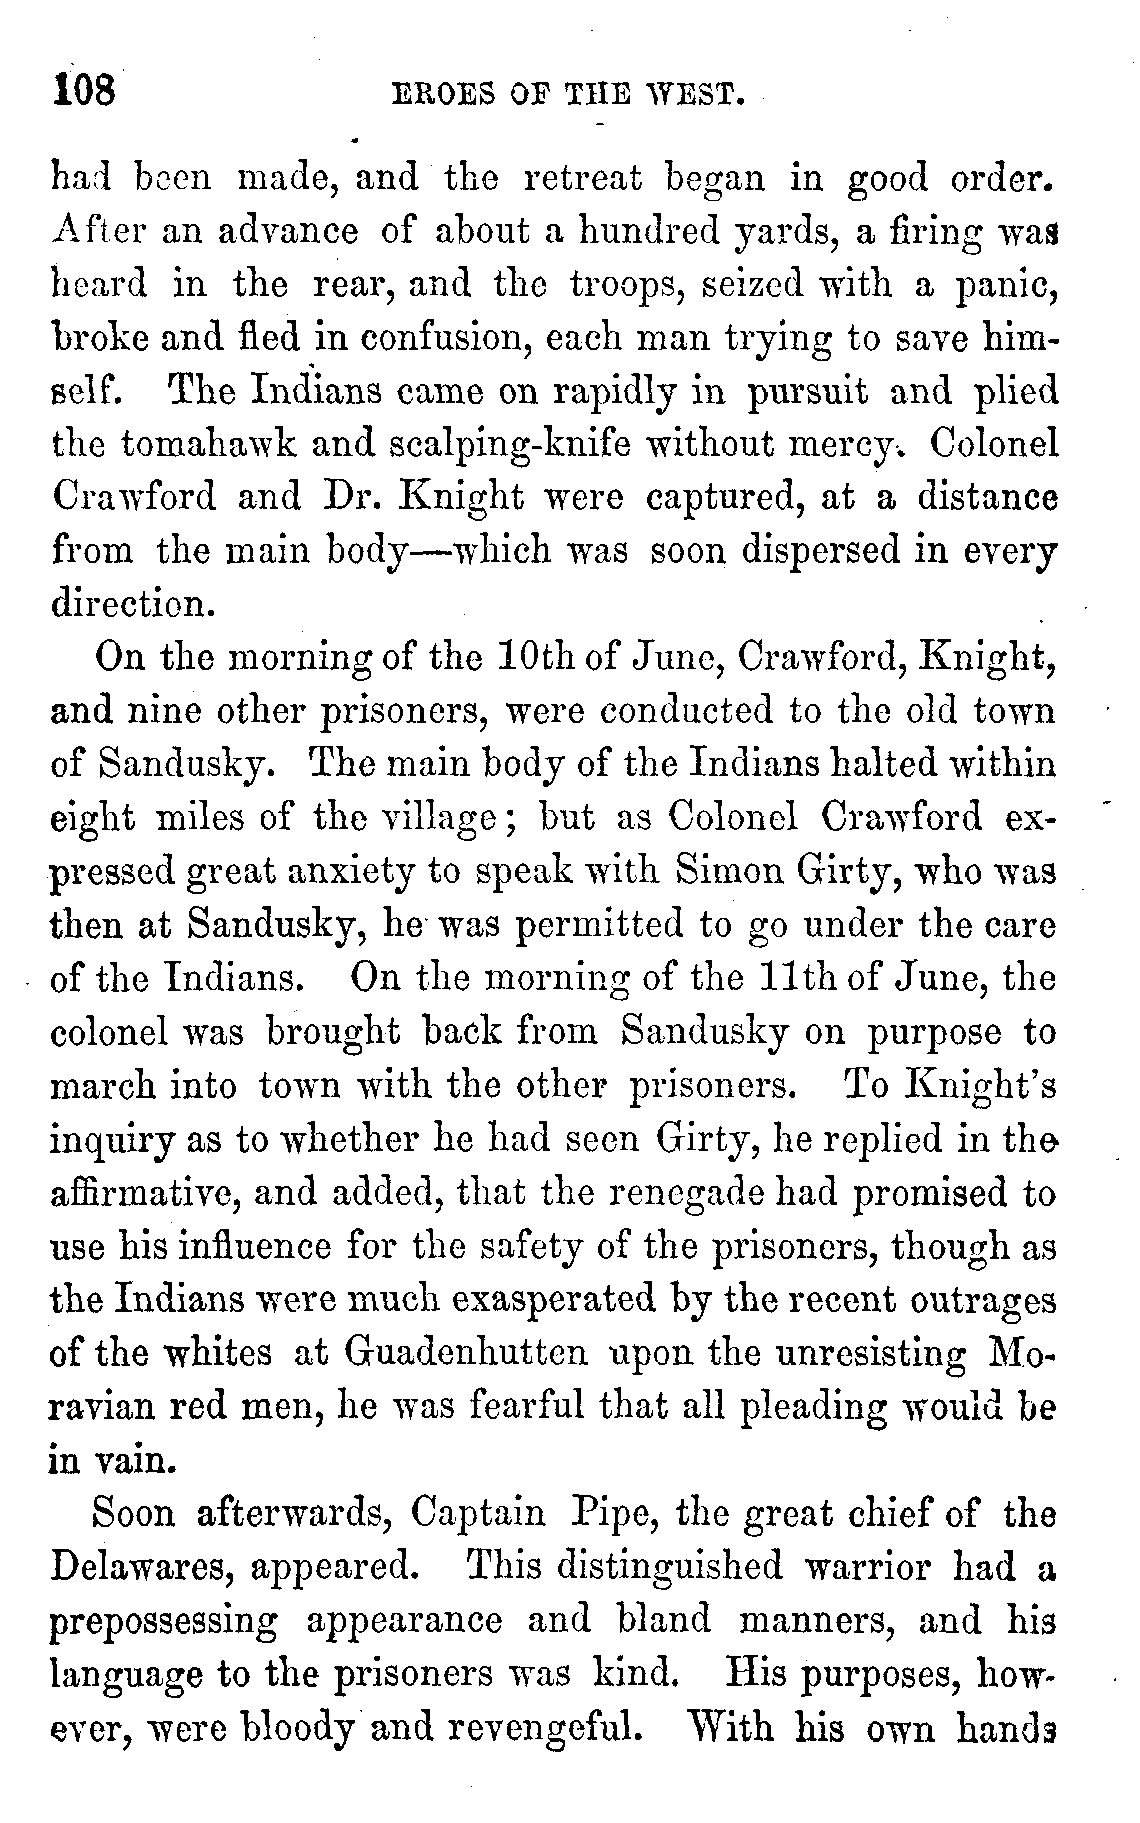 108 EROES OF THE WEST.
had been made, and the retreat began in good order.
After an advance of about a hundred yards, a firing was
heard in the rear, and the troops, seized with a panic,
broke and fled in confusion, each man trying to save him-
self. The Indians came on rapidly in pursuit and plied
the tomahawk and scalping-knife without mercy. Colonel
Crawford and Dr. Knight were captured, at a distance
from the main body—which was soon dispersed in every
direction.
On the morning of the 10th of June, Crawford, Knight,
and nine other prisoners, were conducted to the old town
of Sandusky. The main body of the Indians halted within
eight miles of the village; but as Colonel Crawford ex-
pressed great anxiety to speak with Simon Girty, who was
then at Sandusky, he was permitted to go under the care
of the Indians. On the morning of the 11th of June, the
colonel was brought back from Sandusky on purpose to
march into town with the other prisoners. To Knight's
inquiry as to whether he had seen Girty, he replied in the
affirmative, and added, that the renegade had promised to
use his influence for the safety of the prisoners, though as
the Indians were much exasperated by the recent outrages
of the whites at Guadenhutten upon the unresisting Mo-
ravian red men, he was fearful that all pleading would be
in vain.
Soon afterwards, Captain Pipe, the great chief of the
Delawares, appeared. This distinguished warrior had a
prepossessing appearance and bland manners, and his
language to the prisoners was kind. His purposes, how-
ever, were bloody and revengeful. With his own hands